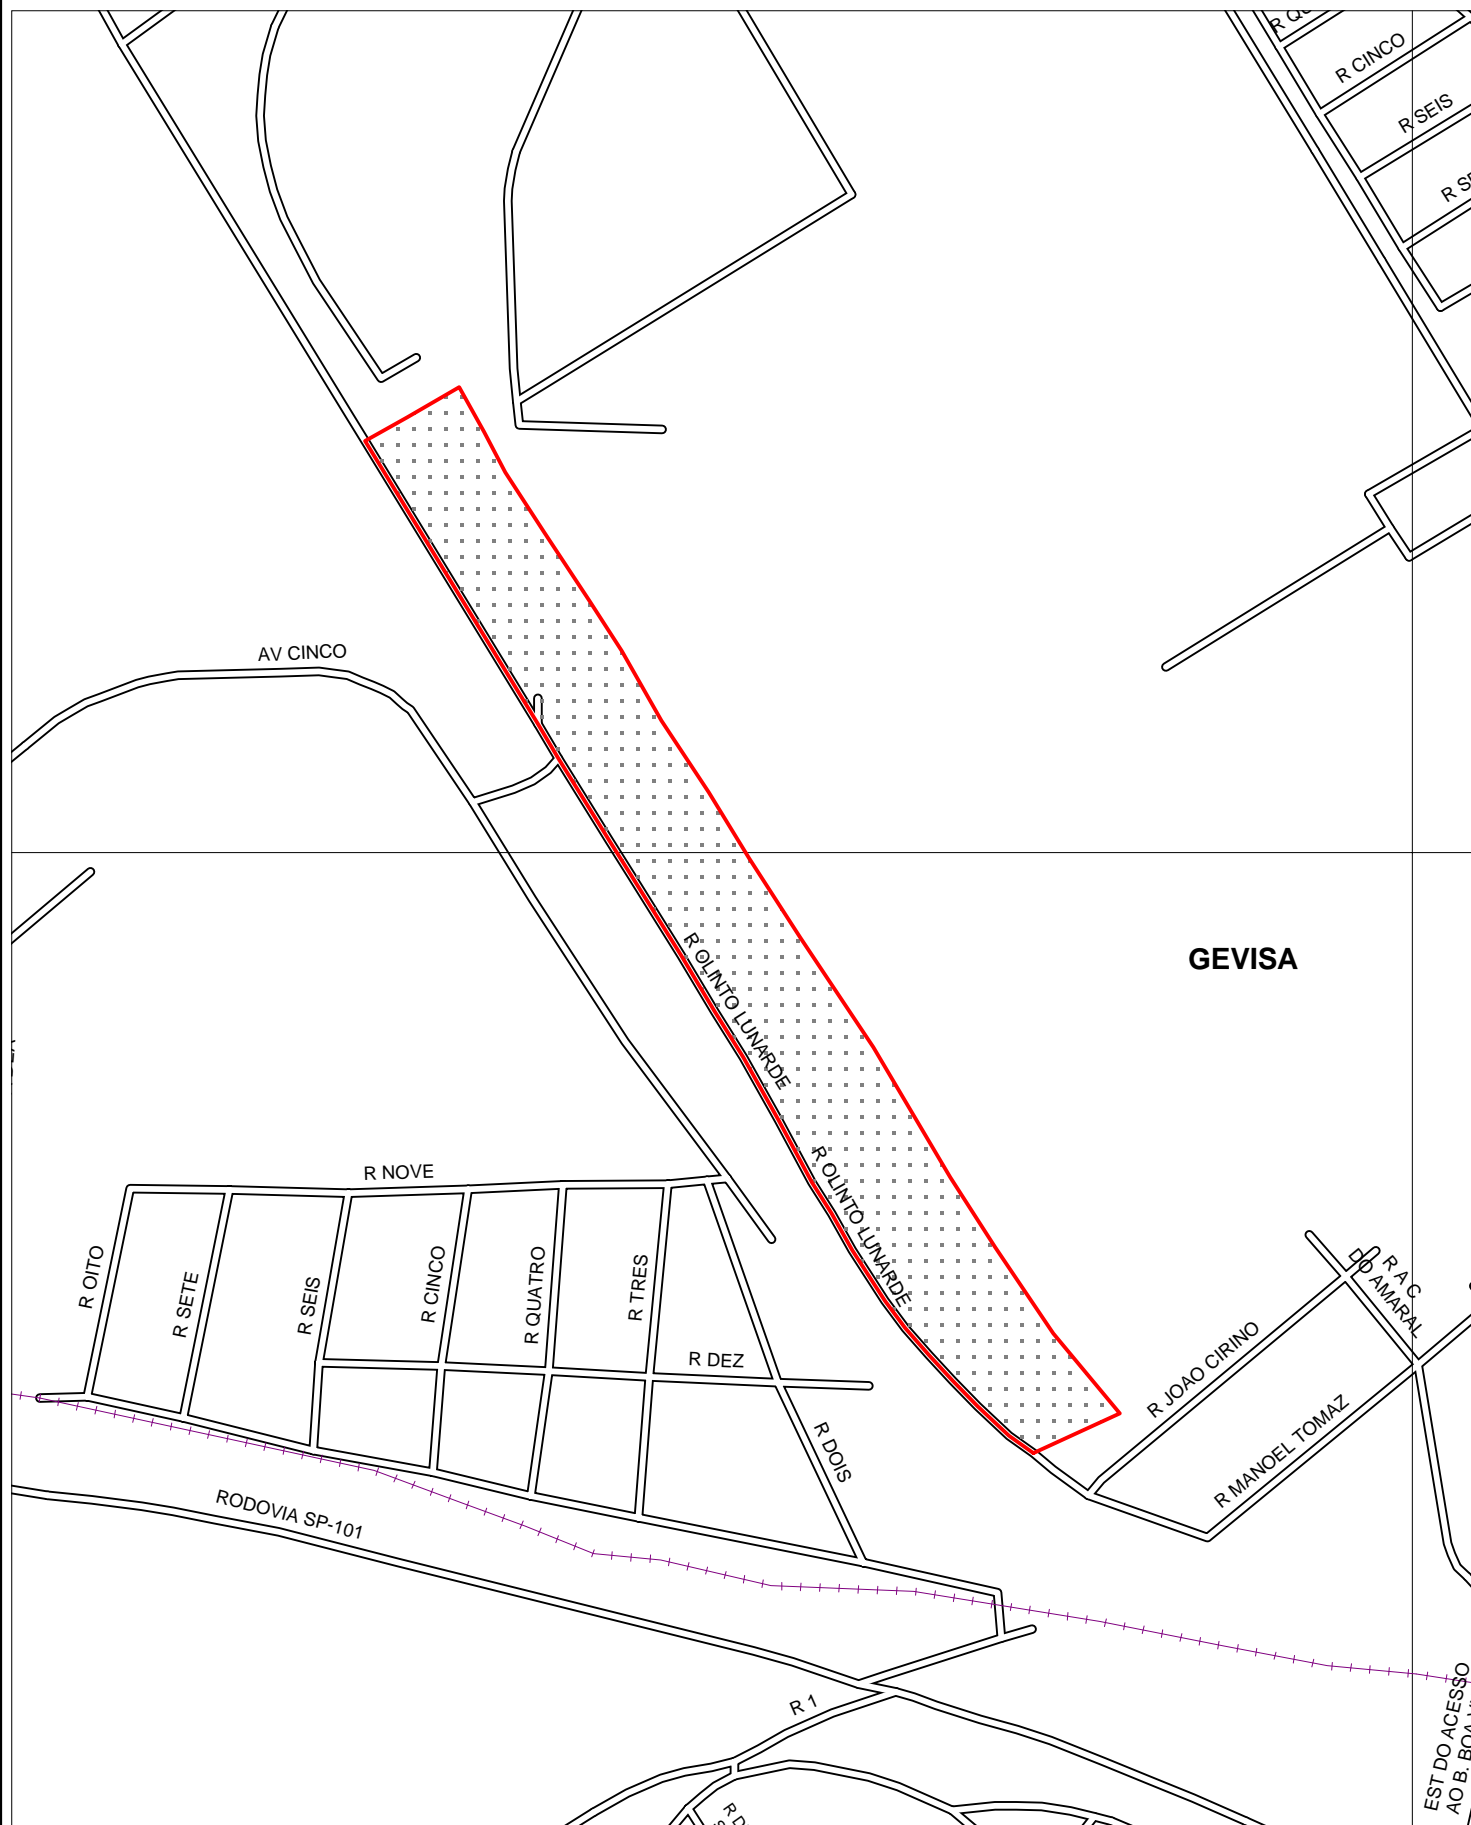 R CINCO
R SEIS
AV CINCO
GEVISA
R OLINTO LUNARDE
R OLINTO LUNARDE
R NOVE
R OITO
R SETE
R SEIS
R CINCO
R QUATRO
R TRES
R DEZ
R DOIS
R A C
DO AMARAL
R JOAO CIRINO
R MANOEL TOMAZ
RODOVIA SP-101
R 1
EST DO ACESSO
AO B. BOA